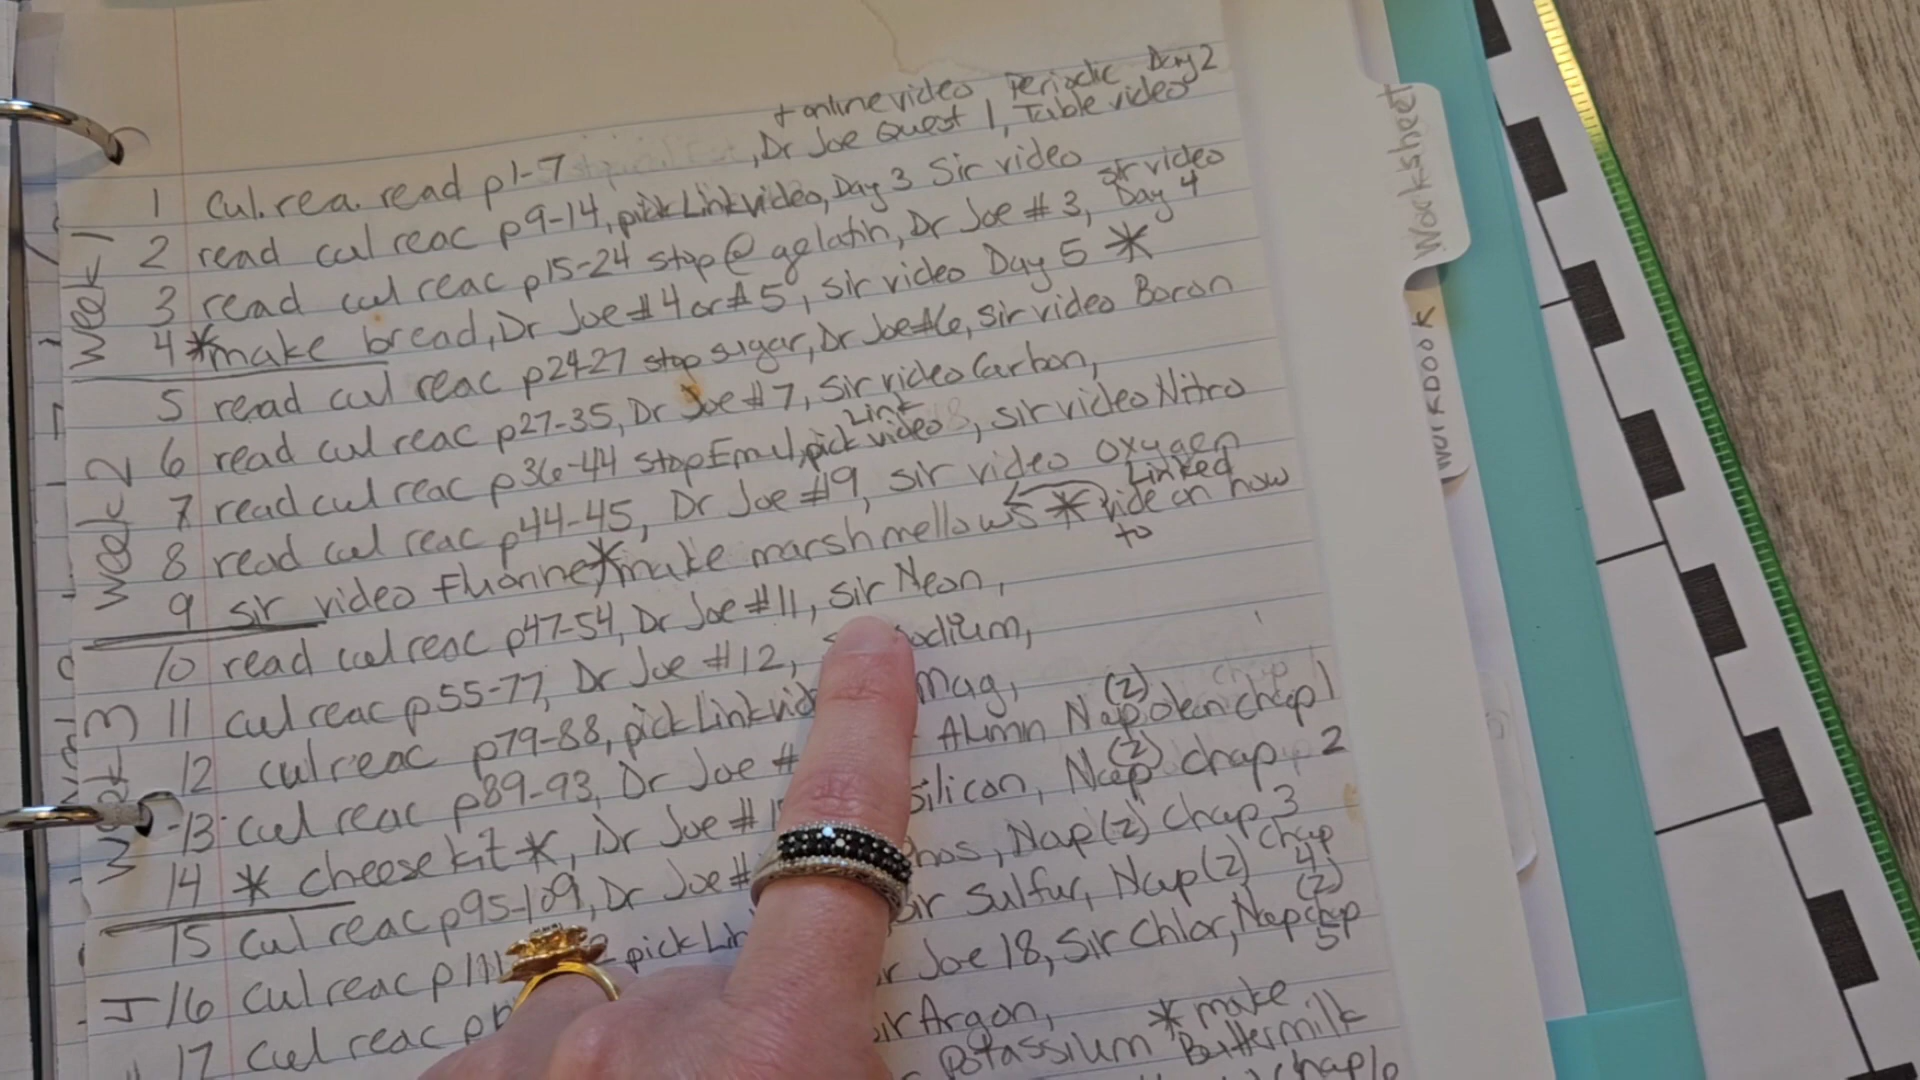 + online video Periodic Day 2
1 Cul. rea. read p1-7 , Dr Joe Quest 1, Table video
2 read cul reac p9-14, pick Link video, Day 3 Sir video
sir video
3 read cul reac p15-24 stop @ gelatin, Dr Joe #3, Day 4
4 *make bread, Dr Joe #4 or #5, sir video Day 5 *
5 read cul reac p24-27 stop sugar, Dr Joe #6, sir video Boron
6 read cul reac p27-35, Dr Joe #7, Sir video Carbon,
7 read cul reac p36-44 stop Emul, pick Link video, sir video Nitro
8 read cul reac p44-45, Dr Joe #9, sir video oxygen
9 sir video Fluorine *make marshmellows * Linked vide on how to
10 read cul reac p47-54, Dr Joe #11, sir Neon,
11 cul reac p55-77, Dr Joe #12, sodium,
12 cul reac p79-88, pick Link vid Mag,
13 cul reac p89-93, Dr Joe # Alimn Napolean (2) chap 1
14 * cheese kit *, Dr Joe #1 Silicon, Nap (2) chap 2
15 cul reac p95-109, Dr Joe # hos, Nap (2) Chap 3
16 cul reac p111 pick Lin Sir Sulfur, Nap (2) chap 4
17 cul reac p r Joe 18, Sir Chlor, Nap chap (2) 5
Sir Argon,
Potassium * make Buttermilk
chap 6
Week 1
Week 2
Week 3
Worksheet
workbook